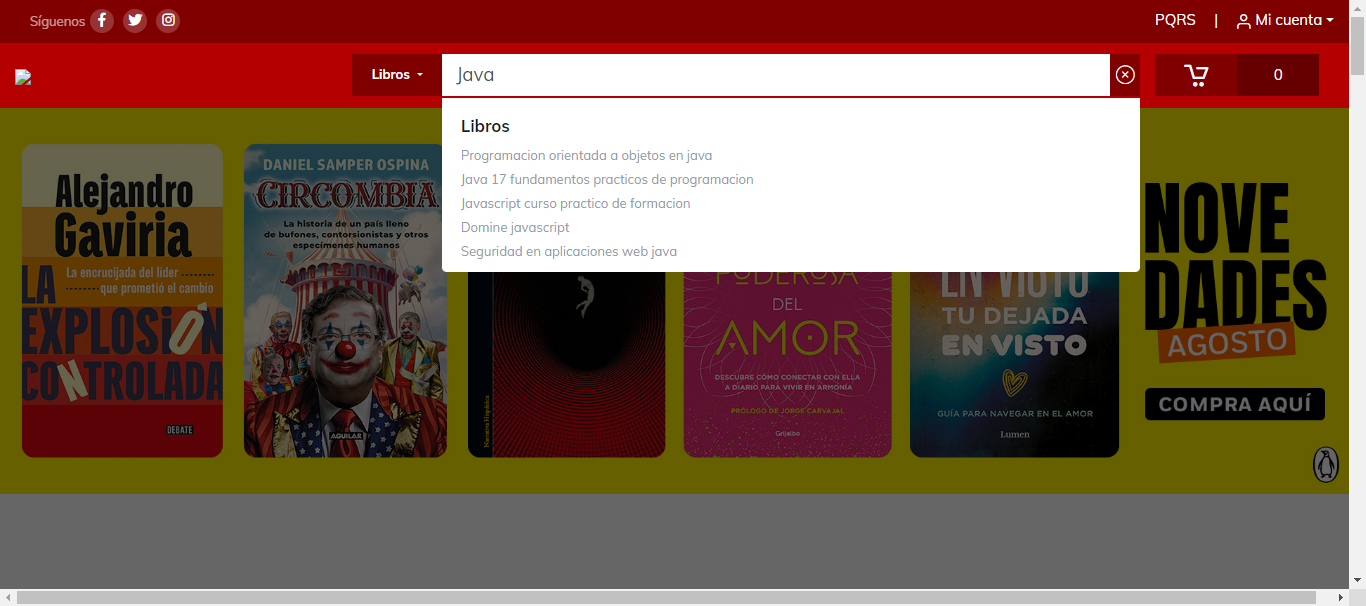 Síguenos
PQRS | Mi cuenta
Libros
Java
0
Libros
Programacion orientada a objetos en java
Java 17 fundamentos practicos de programacion
Javascript curso practico de formacion
Domine javascript
Seguridad en aplicaciones web java
Alejandro
Gaviria
La encrucijada del líder
que prometió el cambio
LA
EXPLOSIÓN
CONTROLADA
DEBATE
DANIEL SAMPER OSPINA
CIRCOMBIA
La historia de un país lleno
de bufones, contorsionistas y otros
especímenes humanos
AGUILAR
Narrativa Hispánica
PODEROSA
DEL
AMOR
DESCUBRE CÓMO CONECTAR CON ELLA
A DIARIO PARA VIVIR EN ARMONÍA
PRÓLOGO DE JORGE CARVAJAL
Grijalbo
EN VISTO
TU DEJADA
EN VISTO
GUÍA PARA NAVEGAR EN EL AMOR
Lumen
NOVE
DADES
AGOSTO
COMPRA AQUÍ